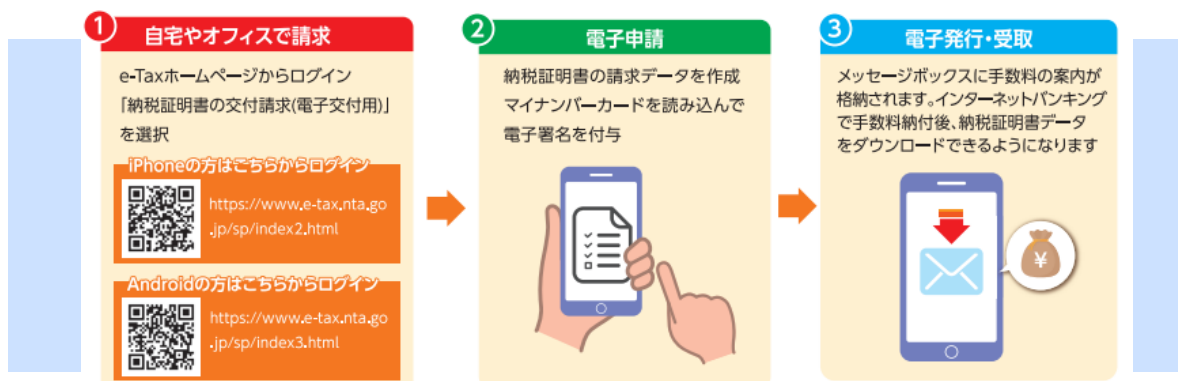 1 自宅やオフィスで請求
e-Taxホームページからログイン
「納税証明書の交付請求(電子交付用)」
を選択
iPhoneの方はこちらからログイン
https://www.e-tax.nta.go
.jp/sp/index2.html
Androidの方はこちらからログイン
https://www.e-tax.nta.go
.jp/sp/index3.html
2 電子申請
納税証明書の請求データを作成
マイナンバーカードを読み込んで
電子署名を付与
3 電子発行・受取
メッセージボックスに手数料の案内が
格納されます。インターネットバンキング
で手数料納付後、納税証明書データ
をダウンロードできるようになります
¥